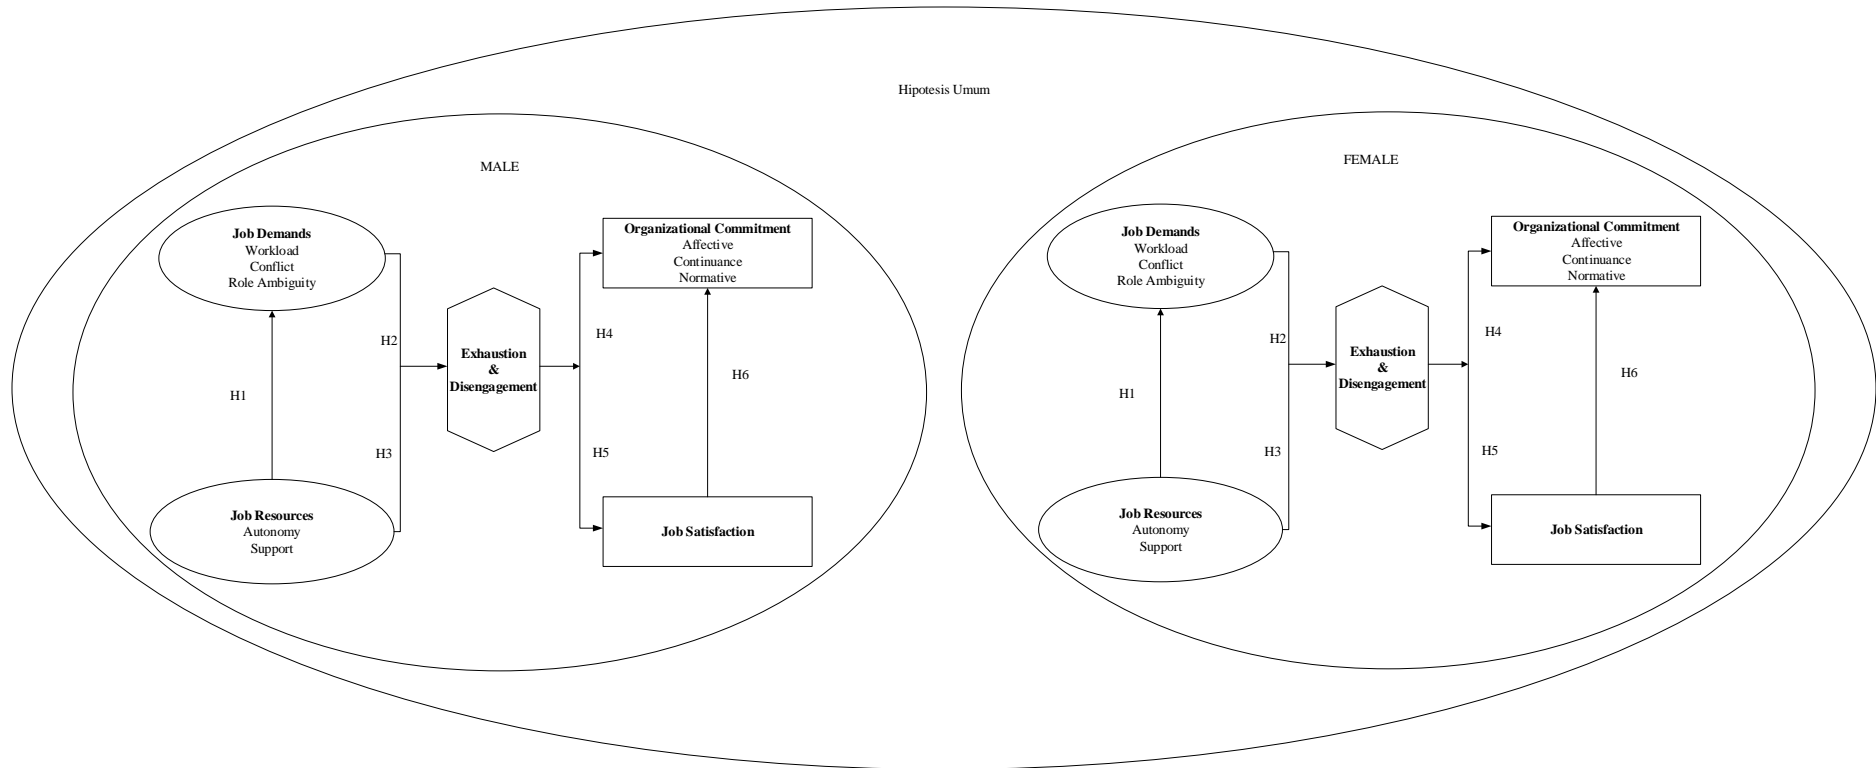 Hipotesis Umum
MALE
Job Demands
Workload
Conflict
Role Ambiguity
H1
Job Resources
Autonomy
Support
H2
H3
Exhaustion
&
Disengagement
H4
H5
Organizational Commitment
Affective
Continuance
Normative
H6
Job Satisfaction
FEMALE
Job Demands
Workload
Conflict
Role Ambiguity
H1
Job Resources
Autonomy
Support
H2
H3
Exhaustion
&
Disengagement
H4
H5
Organizational Commitment
Affective
Continuance
Normative
H6
Job Satisfaction